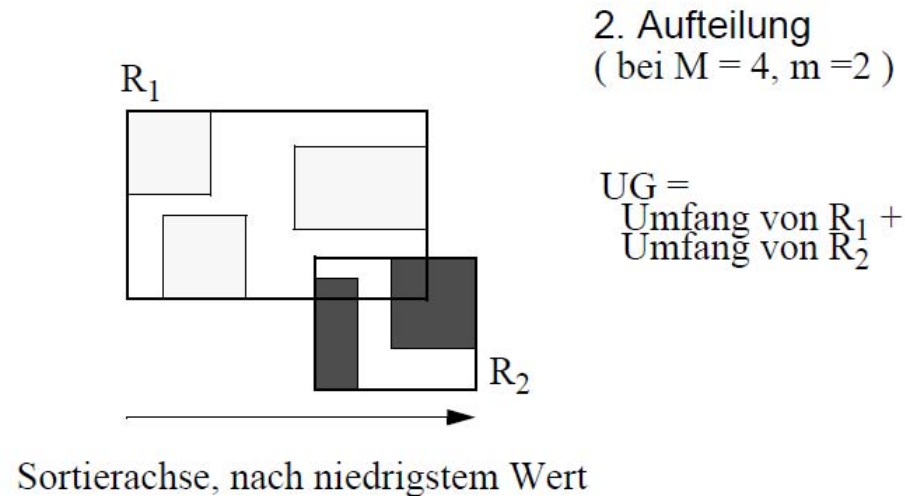 2. Aufteilung
( bei M = 4, m =2 )
R1
UG =
Umfang von R1 +
Umfang von R2
R2
Sortierachse, nach niedrigstem Wert